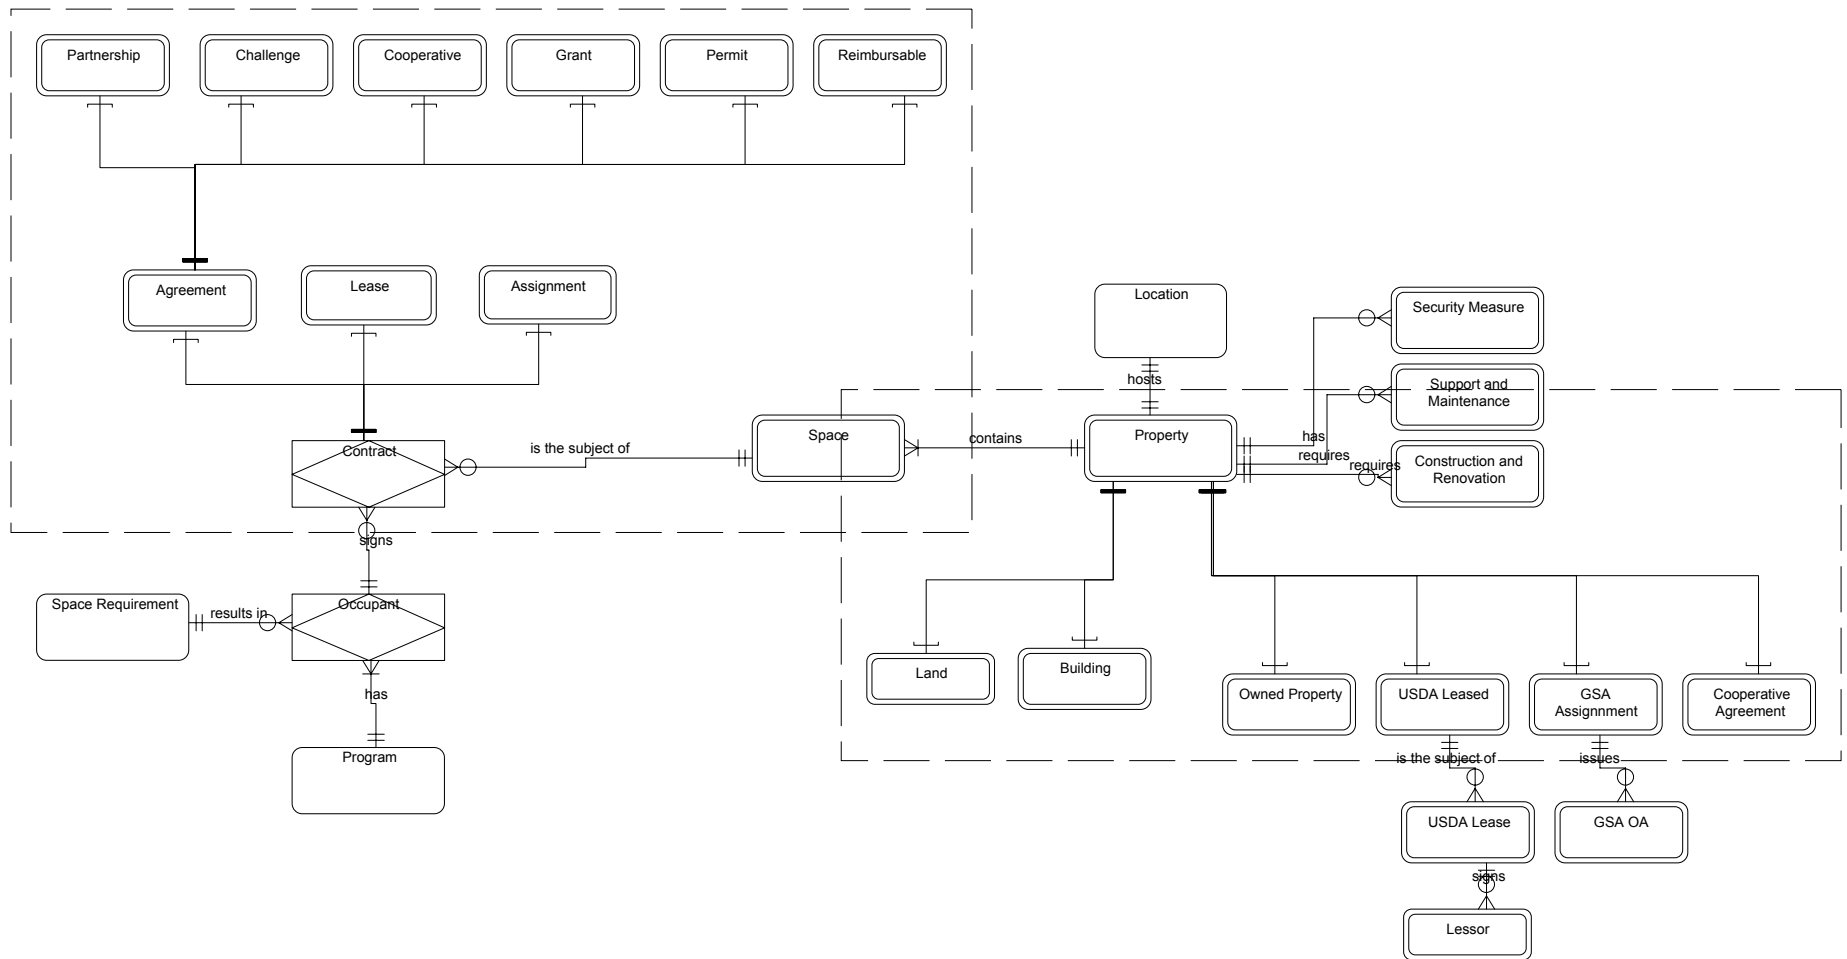 Partnership
Challenge
Cooperative
Grant
Permit
Reimbursable
Agreement
Lease
Assignment
Location
Security Measure
hosts
Support and
Maintenance
Contract
is the subject of
Space
contains
Property
has
requires
requires
Construction and
Renovation
signs
Space Requirement
results in
Occupant
has
Program
Land
Building
Owned Property
USDA Leased
GSA
Assignnment
Cooperative
Agreement
is the subject of
issues
USDA Lease
GSA OA
signs
Lessor